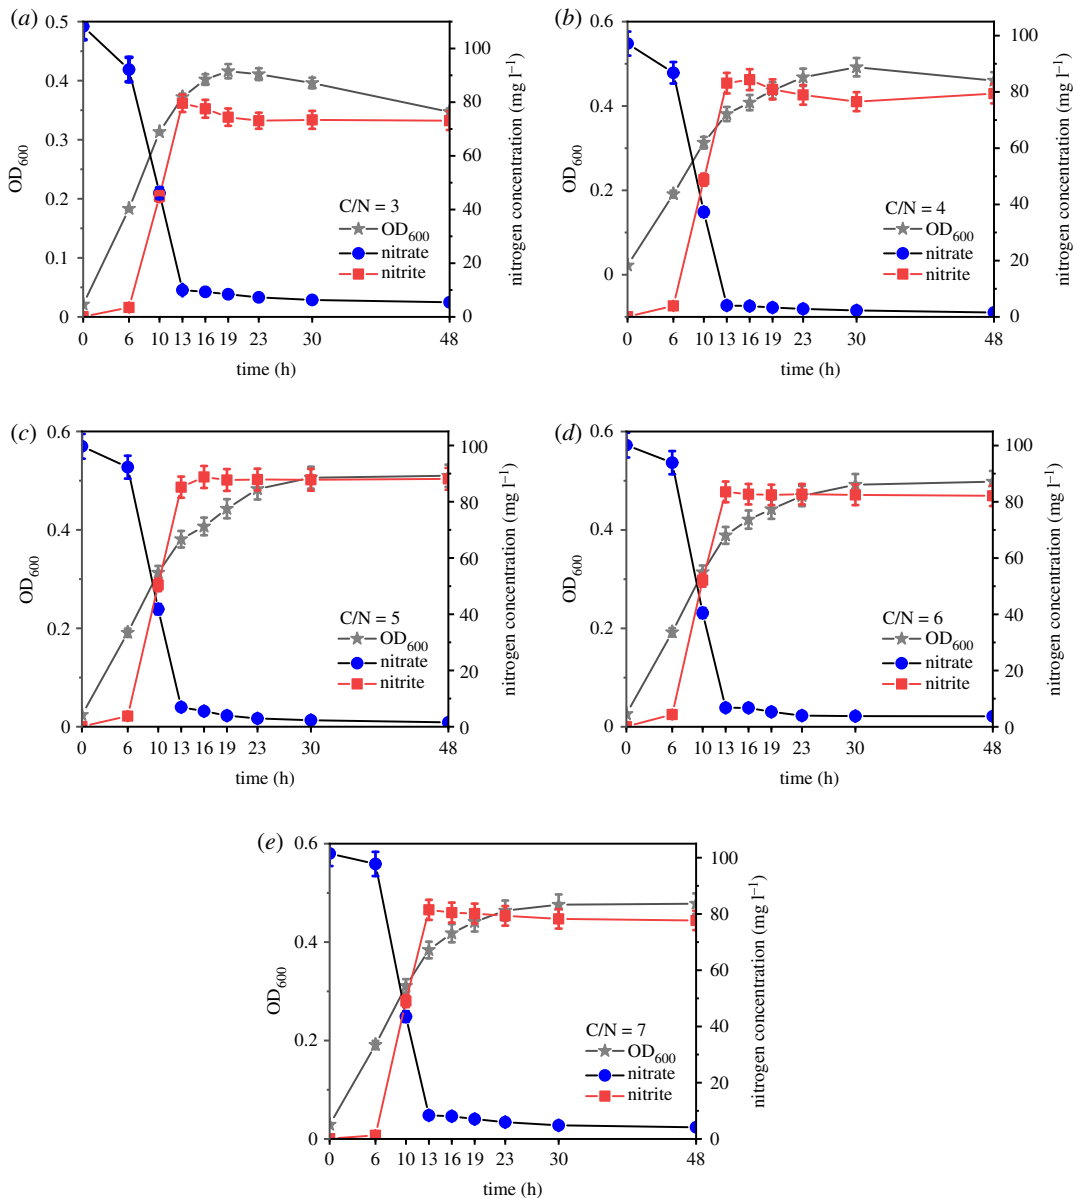 (a)
0.5
0.4
0.3
0.2
0.1
0
OD600
100
80
60
40
20
0
nitrogen concentration (mg l−1)
C/N = 3
OD600
nitrate
nitrite
0 6 10 13 16 19 23 30 48
time (h)
(b)
0.6
0.4
0.2
0
OD600
100
80
60
40
20
0
nitrogen concentration (mg l−1)
C/N = 4
OD600
nitrate
nitrite
0 6 10 13 16 19 23 30 48
time (h)
(c)
0.6
0.4
0.2
0
OD600
100
80
60
40
20
0
nitrogen concentration (mg l−1)
C/N = 5
OD600
nitrate
nitrite
0 6 10 13 16 19 23 30 48
time (h)
(d)
0.6
0.4
0.2
0
OD600
100
80
60
40
20
0
nitrogen concentration (mg l−1)
C/N = 6
OD600
nitrate
nitrite
0 6 10 13 16 19 23 30 48
time (h)
(e)
0.6
0.4
0.2
0
OD600
100
80
60
40
20
0
nitrogen concentration (mg l−1)
C/N = 7
OD600
nitrate
nitrite
0 6 10 13 16 19 23 30 48
time (h)